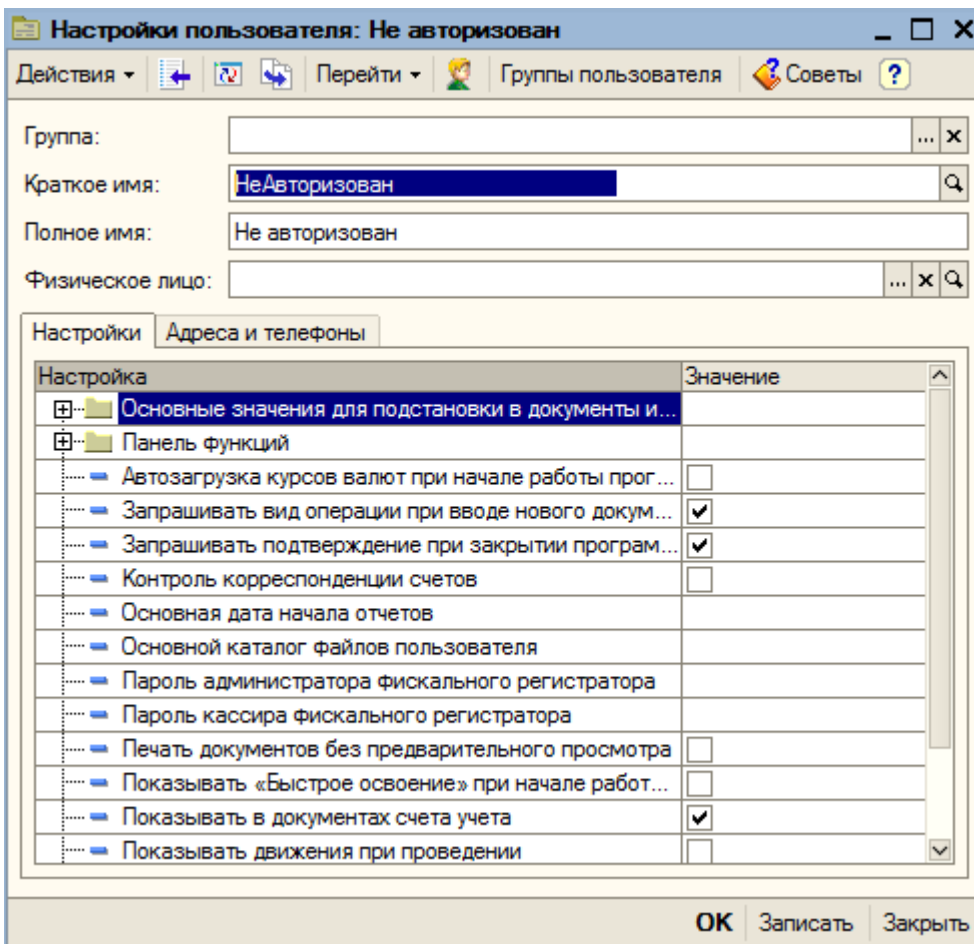 Настройки пользователя: Не авторизован
Действия Перейти Группы пользователя Советы ?
Группа:
Краткое имя: НеАвторизован
Полное имя: Не авторизован
Физическое лицо:
Настройки Адреса и телефоны
Настройка Значение
Основные значения для подстановки в документы и...
Панель функций
Автозагрузка курсов валют при начале работы прог...
Запрашивать вид операции при вводе нового докум...
Запрашивать подтверждение при закрытии програм...
Контроль корреспонденции счетов
Основная дата начала отчетов
Основной каталог файлов пользователя
Пароль администратора фискального регистратора
Пароль кассира фискального регистратора
Печать документов без предварительного просмотра
Показывать «Быстрое освоение» при начале работ...
Показывать в документах счета учета
Показывать движения при проведении
OK Записать Закрыть